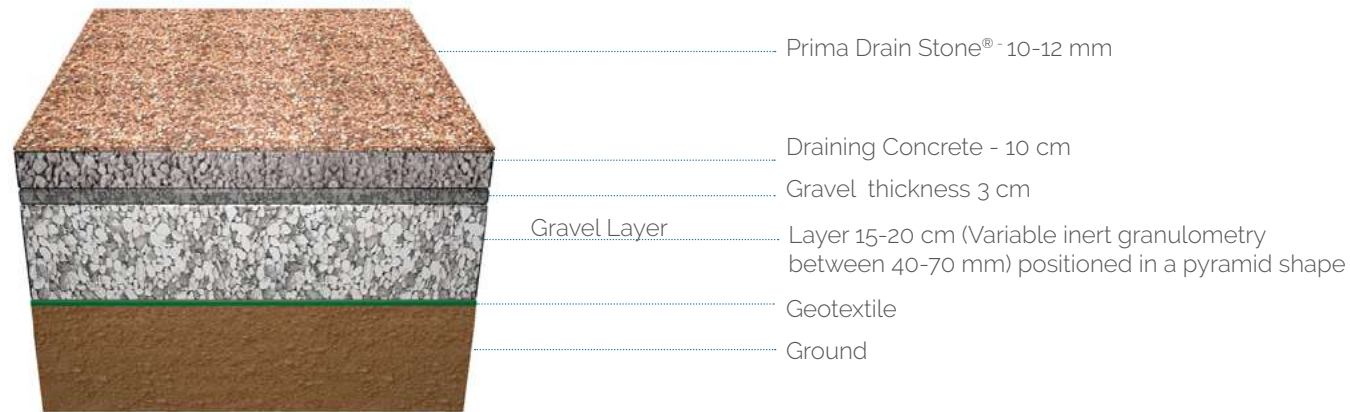 Prima Drain Stone® - 10-12 mm
Draining Concrete - 10 cm
Gravel thickness 3 cm
Gravel Layer
Layer 15-20 cm (Variable inert granulometry
between 40-70 mm) positioned in a pyramid shape
Geotextile
Ground